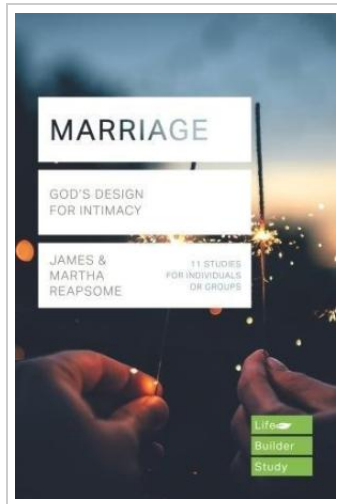 MARRIAGE
GOD'S DESIGN
FOR INTIMACY
JAMES &
MARTHA
REAPSOME
11 STUDIES
FOR INDIVIDUALS
OR GROUPS
Life
Builder
Study